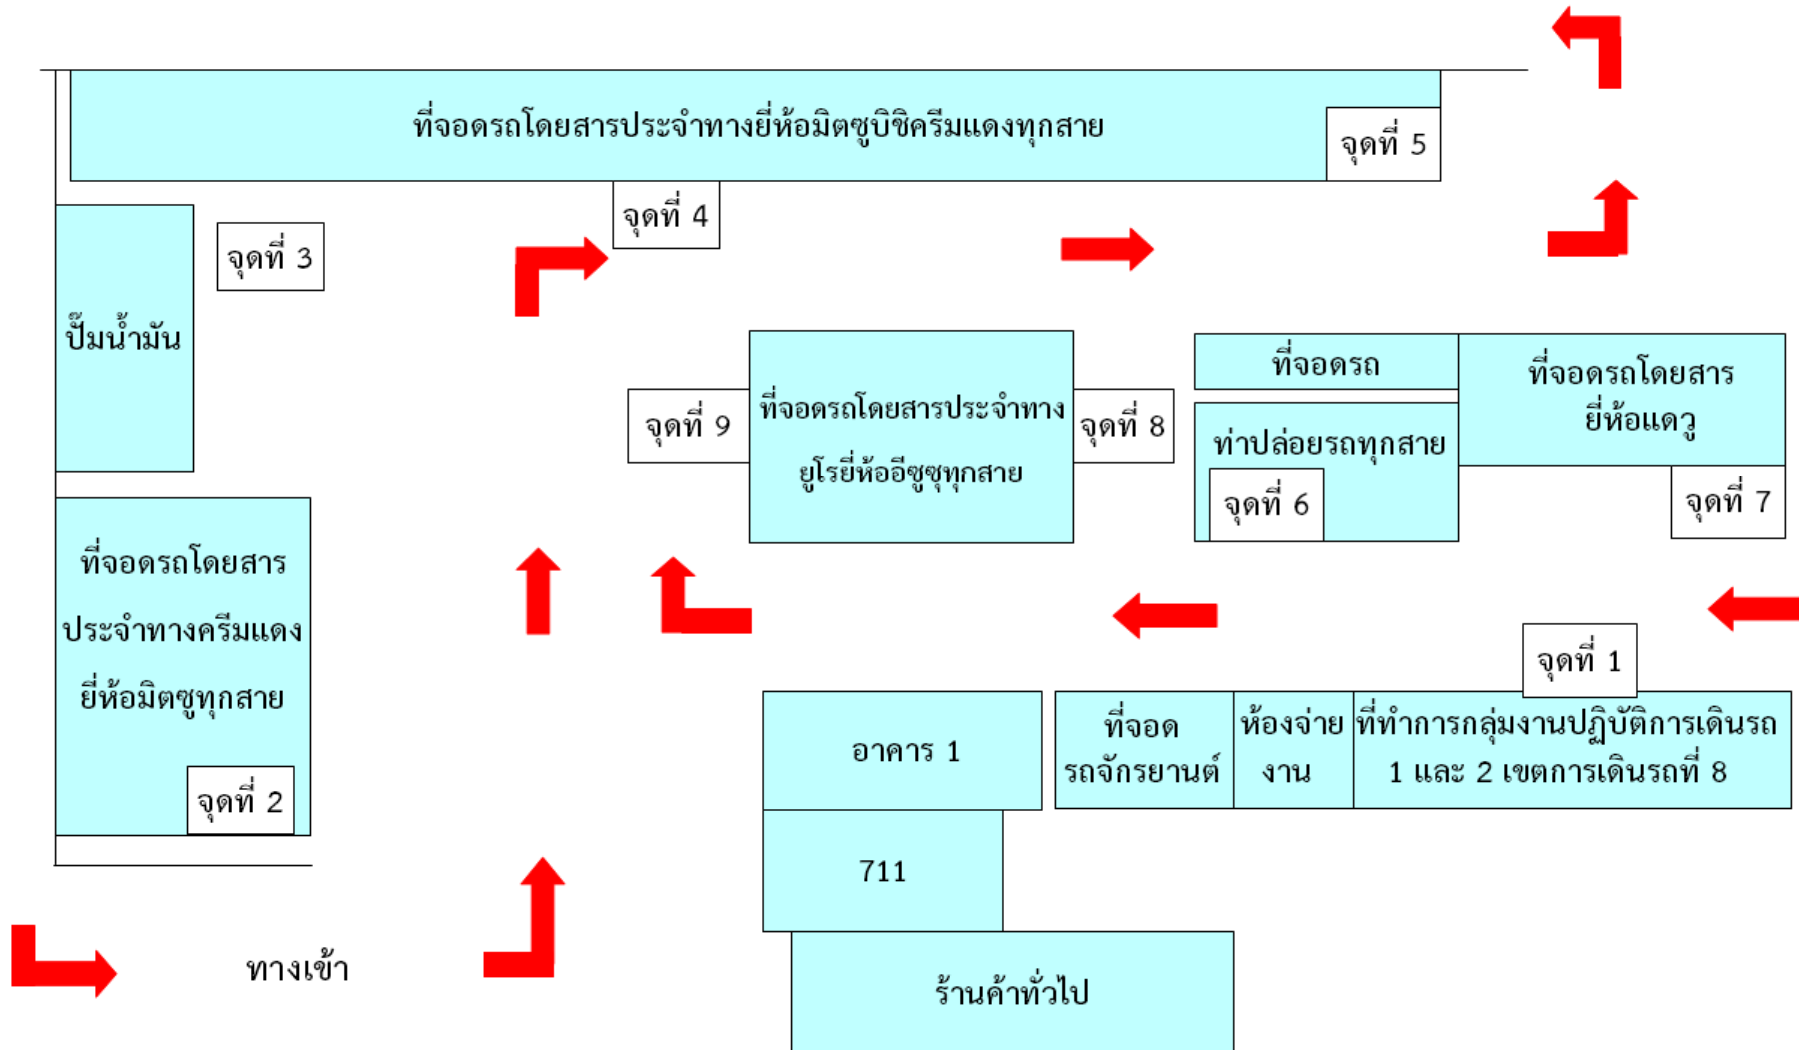 ที่จอดรถโดยสารประจำทางยี่ห้อมิตซูบิชิครีมแดงทุกสาย
จุดที่ 5
จุดที่ 4
จุดที่ 3
ปั๊มน้ำมัน
ที่จอดรถ
ที่จอดรถโดยสาร
ยี่ห้อแดวู
จุดที่ 9
ที่จอดรถโดยสารประจำทาง
ยูโรยี่ห้ออีซูซุทุกสาย
จุดที่ 8
ท่าปล่อยรถทุกสาย
จุดที่ 6
จุดที่ 7
ที่จอดรถโดยสาร
ประจำทางครีมแดง
ยี่ห้อมิตซูทุกสาย
จุดที่ 2
จุดที่ 1
อาคาร 1
ที่จอด
รถจักรยานต์
ห้องจ่าย
งาน
ที่ทำการกลุ่มงานปฏิบัติการเดินรถ
1 และ 2 เขตการเดินรถที่ 8
711
ทางเข้า
ร้านค้าทั่วไป